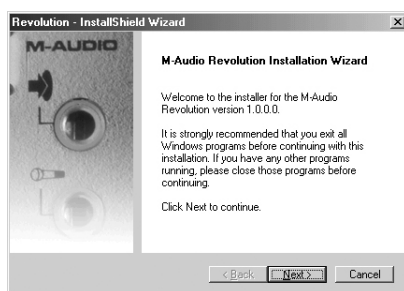 Revolution - InstallShield Wizard
M-AUDIO
M-Audio Revolution Installation Wizard
Welcome to the installer for the M-Audio
Revolution version 1.0.0.0.
It is strongly recommended that you exit all
Windows programs before continuing with this
installation. If you have any other programs
running, please close those programs before
continuing.
Click Next to continue.
< Back
Next >
Cancel